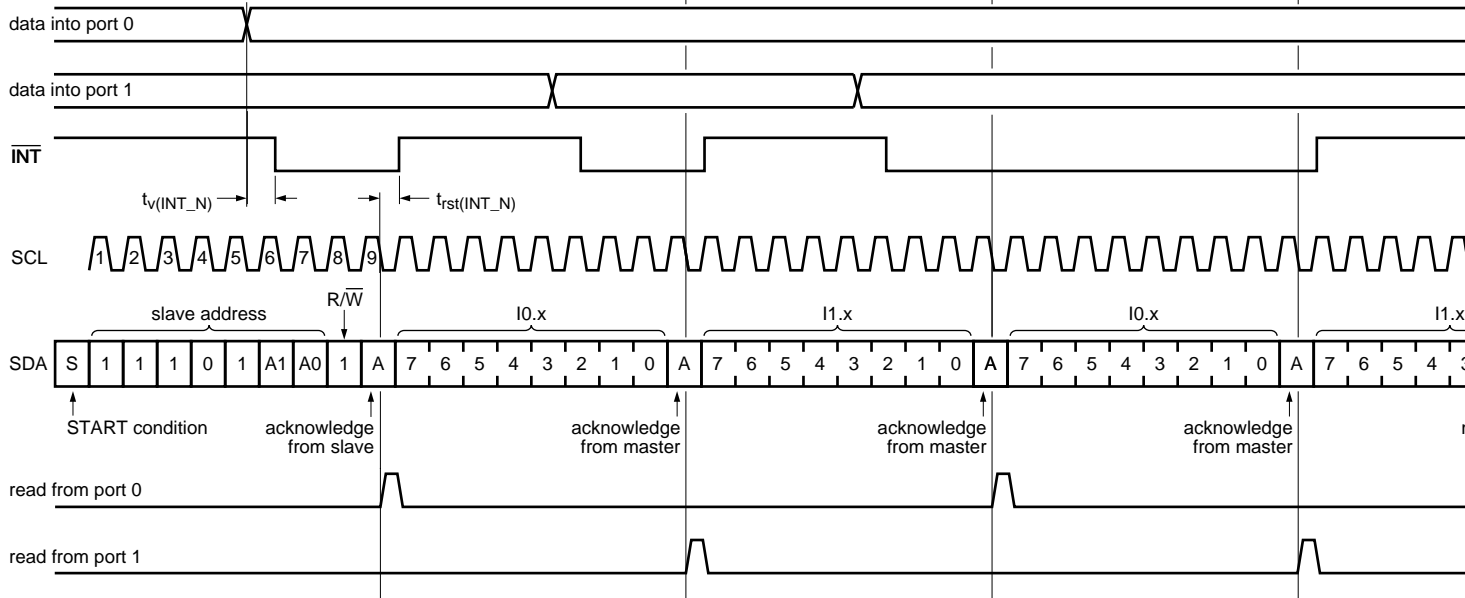 data into port 0
data into port 1
INT
tv(INT_N)
trst(INT_N)
SCL
1 2 3 4 5 6 7 8 9
R/W
slave address
I0.x
I1.x
I0.x
I1.x
SDA S 1 1 1 0 1 A1 A0 1 A 7 6 5 4 3 2 1 0 A 7 6 5 4 3 2 1 0 A 7 6 5 4 3 2 1 0 A 7 6 5 4 3
START condition
acknowledge
from slave
acknowledge
from master
acknowledge
from master
acknowledge
from master
read from port 0
read from port 1